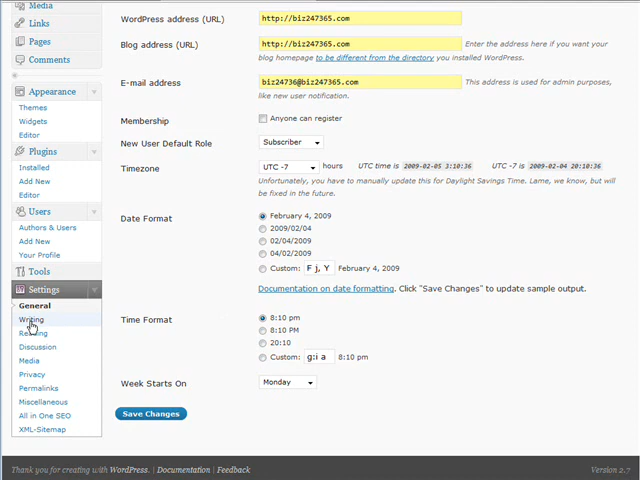 Media
Links
Pages
Comments
Appearance
Themes
Widgets
Editor
Plugins
Installed
Add New
Editor
Users
Authors & Users
Add New
Your Profile
Tools
Settings
General
Writing
Reading
Discussion
Media
Privacy
Permalinks
Miscellaneous
All in One SEO
XML-Sitemap
WordPress address (URL) http://biz247365.com
Blog address (URL) http://biz247365.com Enter the address here if you want your
blog homepage to be different from the directory you installed WordPress.
E-mail address biz24736@biz247365.com This address is used for admin purposes,
like new user notification.
Membership Anyone can register
New User Default Role Subscriber
Timezone UTC -7 hours UTC time is 2009-02-05 3:10:36 UTC -7 is 2009-02-04 20:10:36
Unfortunately, you have to manually update this for Daylight Savings Time. Lame, we know, but will
be fixed in the future.
Date Format February 4, 2009
2009/02/04
02/04/2009
04/02/2009
Custom: F j, Y February 4, 2009
Documentation on date formatting. Click "Save Changes" to update sample output.
Time Format 8:10 pm
8:10 PM
20:10
Custom: g:i a 8:10 pm
Week Starts On Monday
Save Changes
Thank you for creating with WordPress. | Documentation | Feedback
Version 2.7